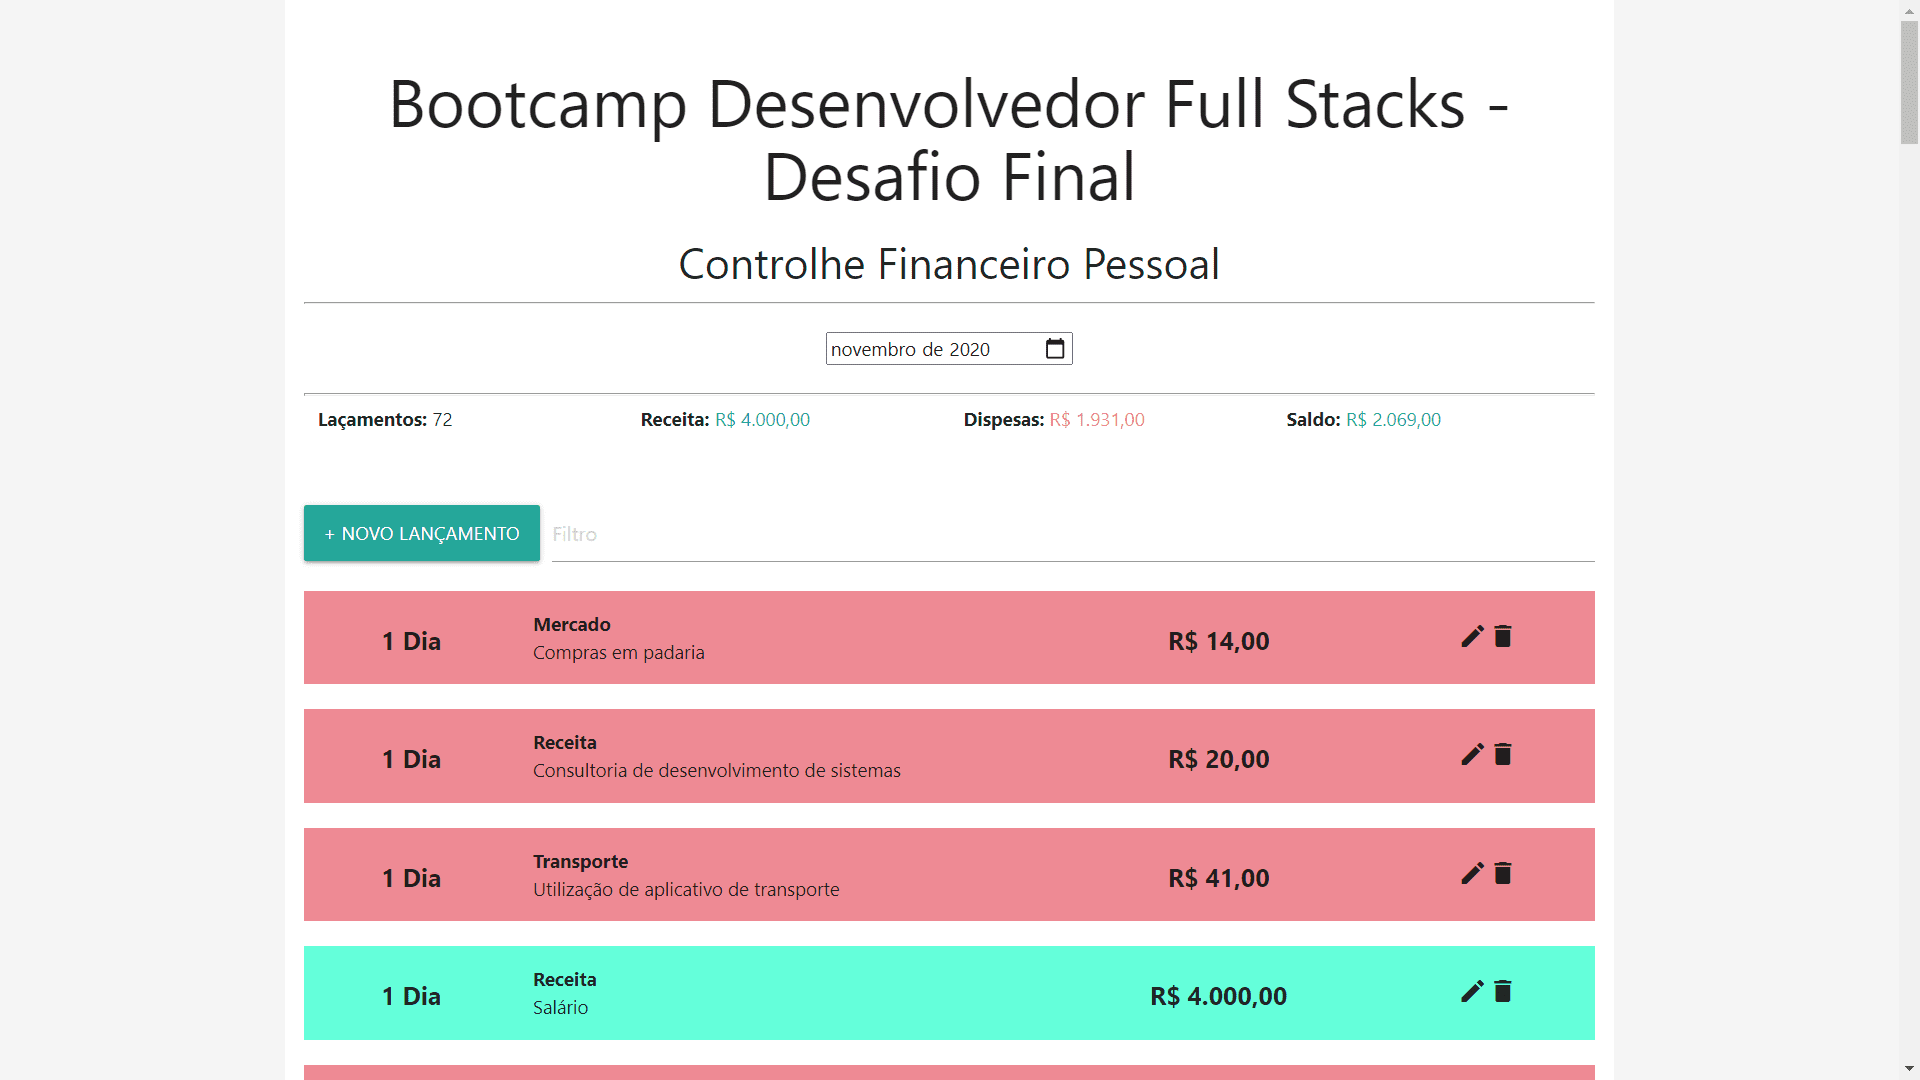 Bootcamp Desenvolvedor Full Stacks -
Desafio Final
Controlhe Financeiro Pessoal
novembro de 2020
Laçamentos: 72
Receita: R$ 4.000,00
Dispesas: R$ 1.931,00
Saldo: R$ 2.069,00
+ NOVO LANÇAMENTO
Filtro
1 Dia
Mercado
Compras em padaria
R$ 14,00
1 Dia
Receita
Consultoria de desenvolvimento de sistemas
R$ 20,00
1 Dia
Transporte
Utilização de aplicativo de transporte
R$ 41,00
1 Dia
Receita
Salário
R$ 4.000,00